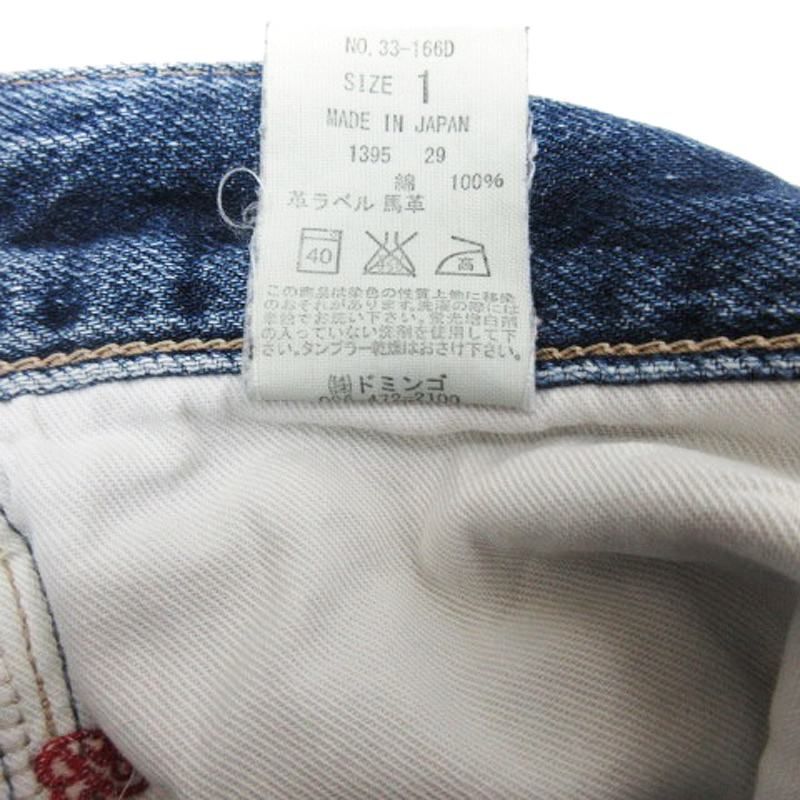 NO.33-166D
SIZE 1
MADE IN JAPAN
1395 29
綿 100%
革ラベル 馬革
40
高
この商品は染色の性質上他に移染
のおそれがあります。洗濯の際には
単独でお洗い下さい。蛍光増白剤
の入っていない洗剤を使用して下
さい。タンブラー乾燥はおさけ下さい。
㈱ドミンゴ
086-472-2100